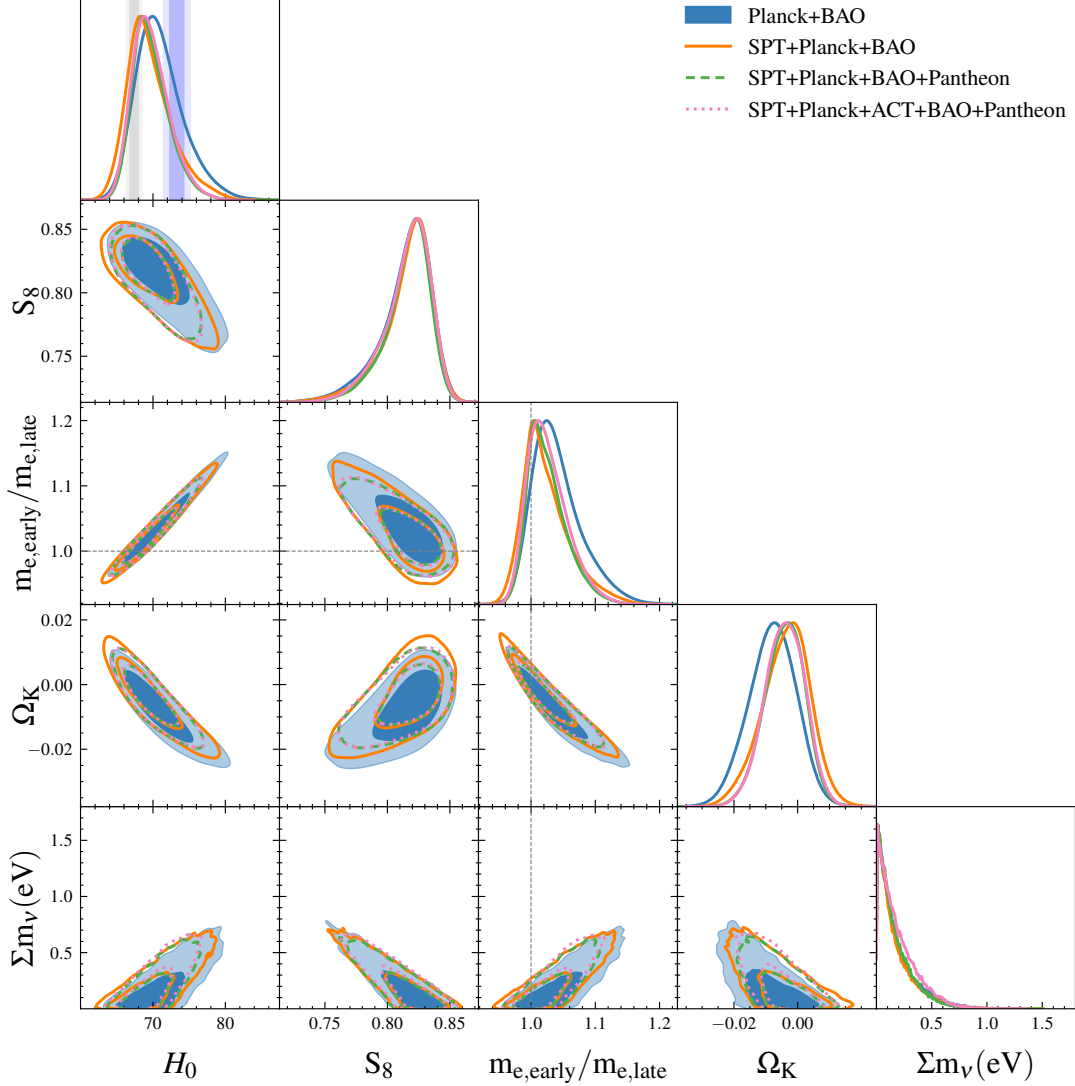 Planck+BAO
SPT+Planck+BAO
SPT+Planck+BAO+Pantheon
SPT+Planck+ACT+BAO+Pantheon
0.85
0.80
0.75
S₈
1.2
1.1
1.0
mₑ,early/mₑ,late
0.02
0.00
−0.02
Ω_K
1.5
1.0
0.5
Σmν(eV)
70 80
0.75 0.80 0.85
1.0 1.1 1.2
−0.02 0.00
0.5 1.0 1.5
H₀ S₈ mₑ,early/mₑ,late Ω_K Σmν(eV)